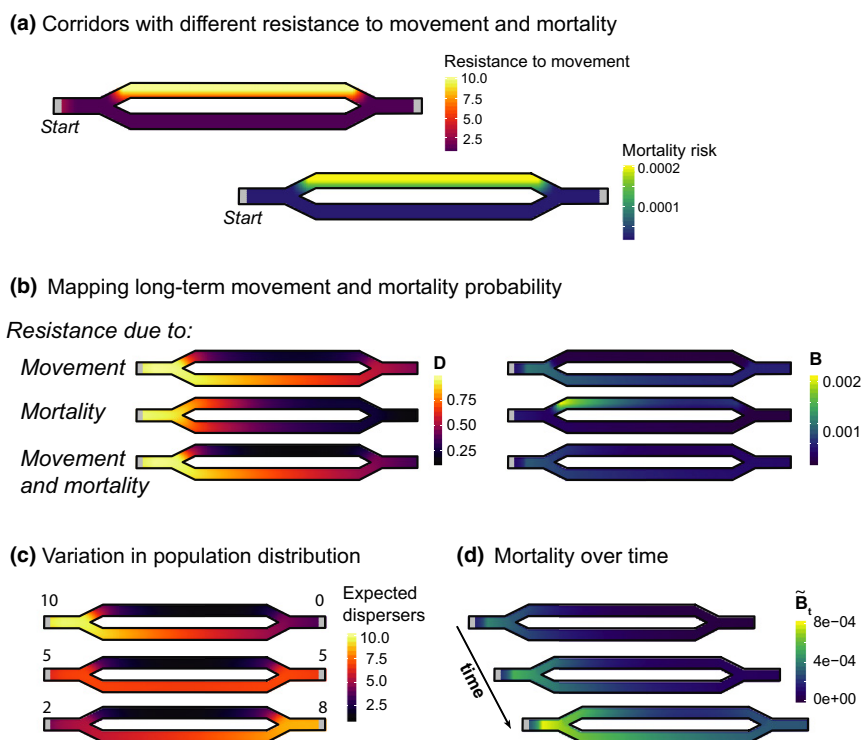 (a) Corridors with different resistance to movement and mortality
Resistance to movement
10.0
7.5
5.0
2.5
Start
Mortality risk
0.0002
0.0001
Start
(b) Mapping long-term movement and mortality probability
Resistance due to:
Movement
Mortality
Movement
and mortality
D
0.75
0.50
0.25
B
0.002
0.001
(c) Variation in population distribution
10
0
5
5
2
8
Expected
dispersers
10.0
7.5
5.0
2.5
(d) Mortality over time
time
B̃t
8e−04
4e−04
0e+00